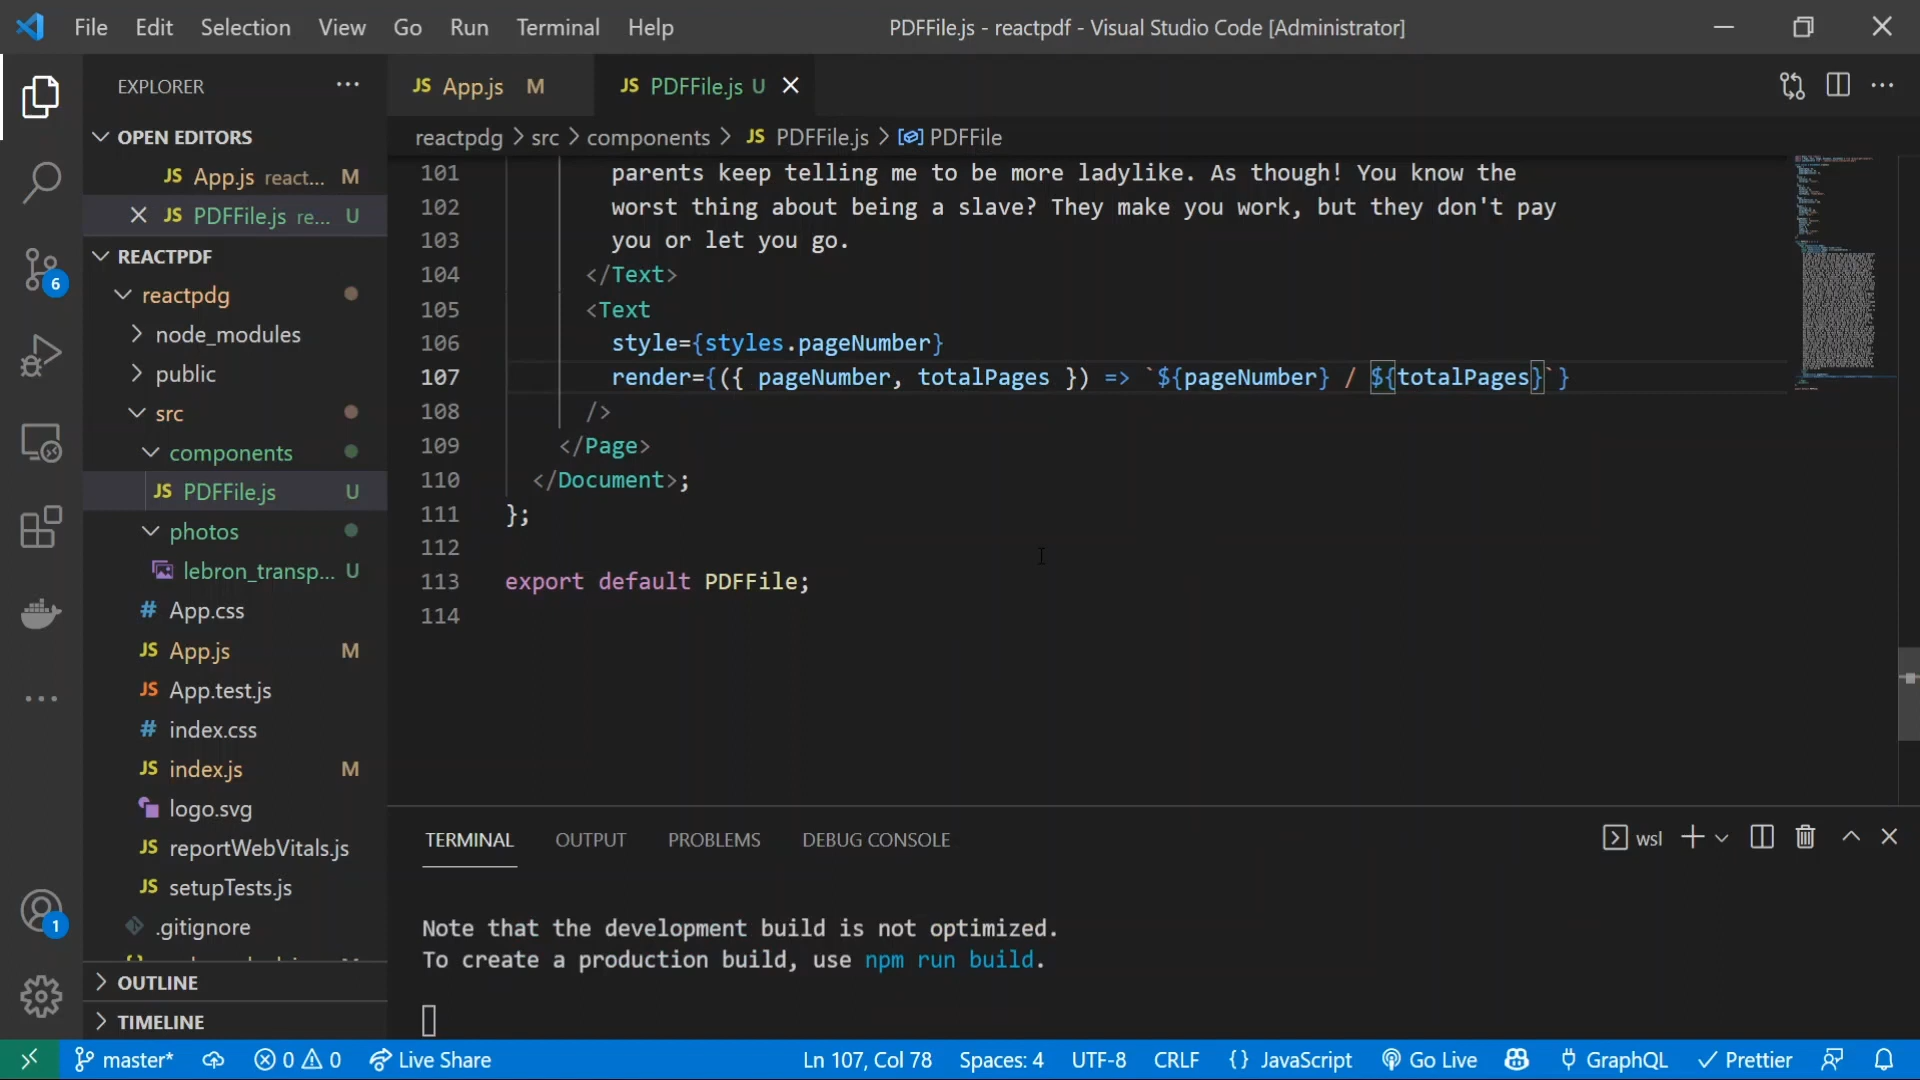 File Edit Selection View Go Run Terminal Help PDFFile.js - reactpdf - Visual Studio Code [Administrator]
EXPLORER
JS App.js M JS PDFFile.js U
OPEN EDITORS
JS App.js react... M
JS PDFFile.js re... U
REACTPDF
reactpdg
node_modules
public
src
components
JS PDFFile.js U
photos
lebron_transp... U
# App.css
JS App.js M
JS App.test.js
# index.css
JS index.js M
logo.svg
JS reportWebVitals.js
JS setupTests.js
.gitignore
OUTLINE
TIMELINE
6
1
reactpdg > src > components > JS PDFFile.js > PDFFile
101 parents keep telling me to be more ladylike. As though! You know the
102 worst thing about being a slave? They make you work, but they don't pay
103 you or let you go.
104 </Text>
105 <Text
106 style={styles.pageNumber}
107 render={({ pageNumber, totalPages }) => `${pageNumber} / ${totalPages}`}
108 />
109 </Page>
110 </Document>;
111 };
112
113 export default PDFFile;
114
TERMINAL OUTPUT PROBLEMS DEBUG CONSOLE wsl
Note that the development build is not optimized.
To create a production build, use npm run build.
master* 0 0 Live Share Ln 107, Col 78 Spaces: 4 UTF-8 CRLF {} JavaScript Go Live GraphQL Prettier